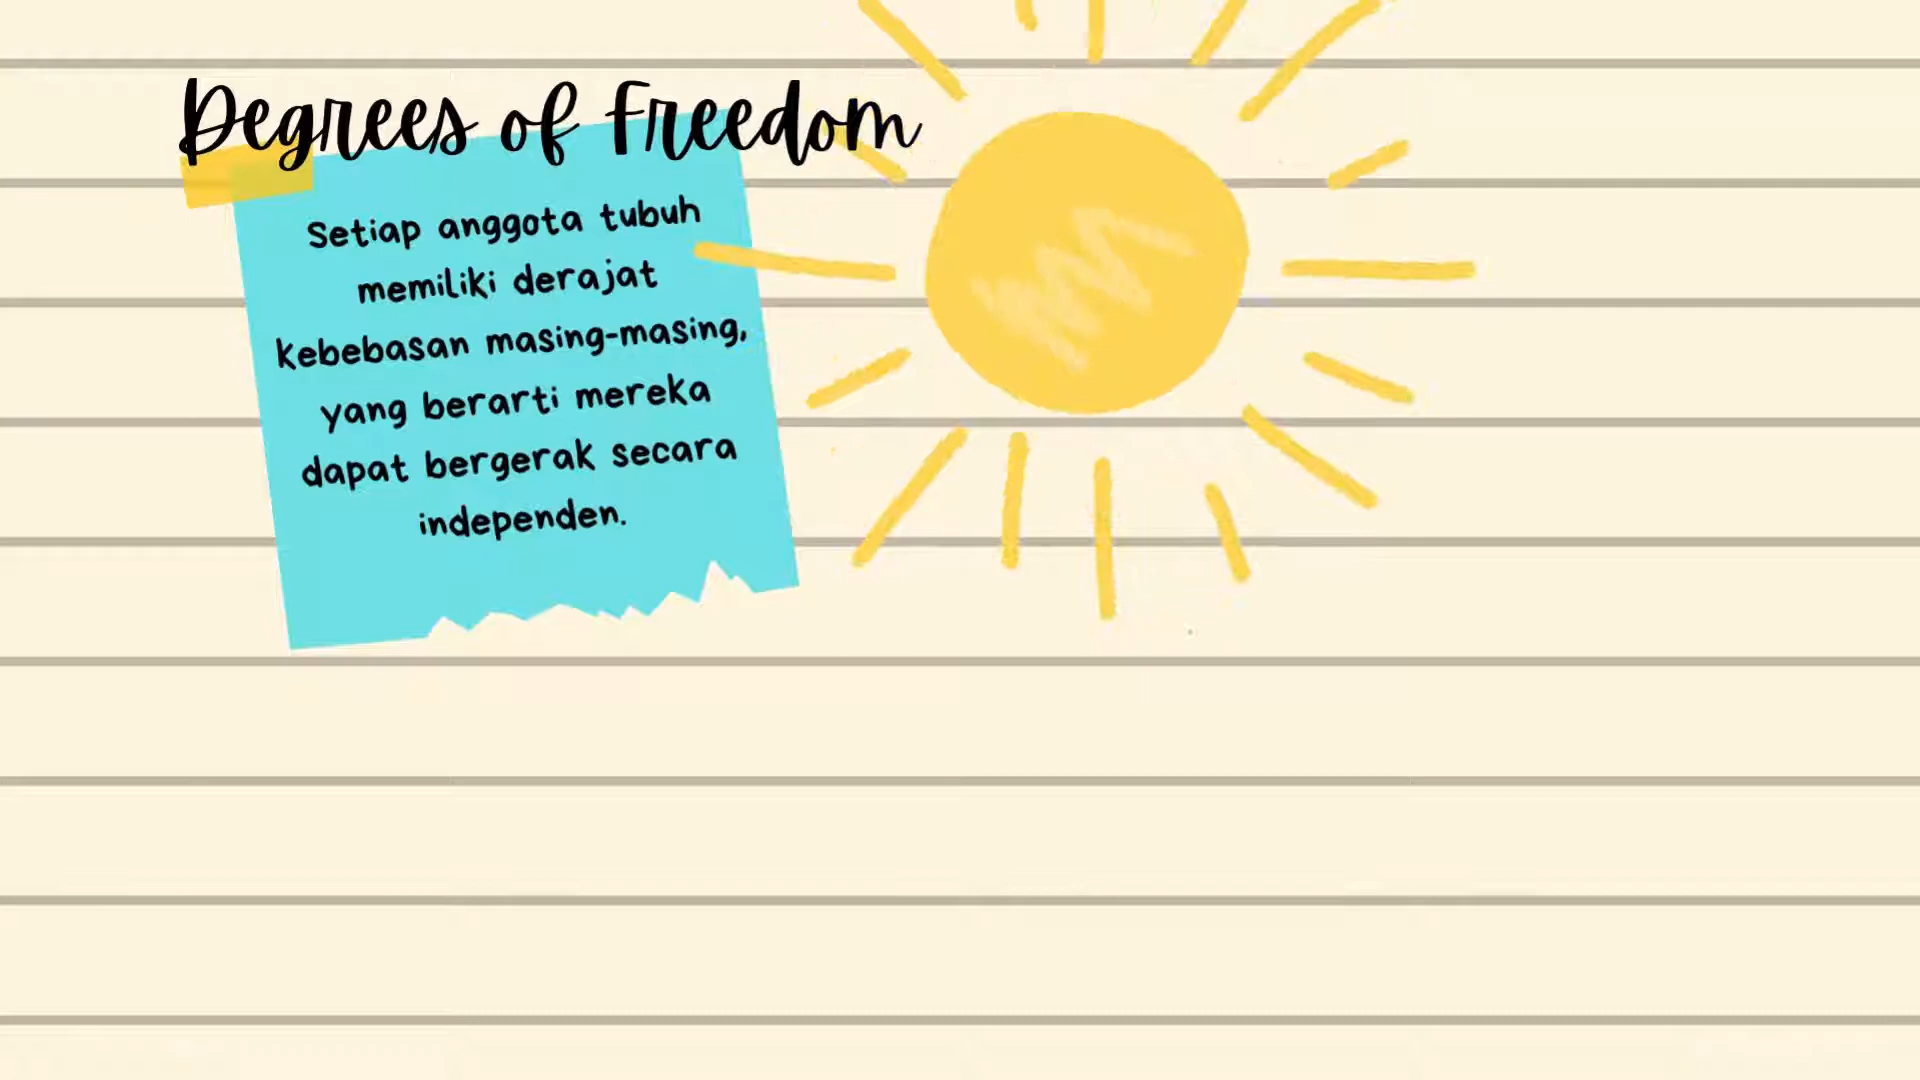 Degrees of Freedom
Setiap anggota tubuh
memiliki derajat
kebebasan masing-masing,
yang berarti mereka
dapat bergerak secara
independen.